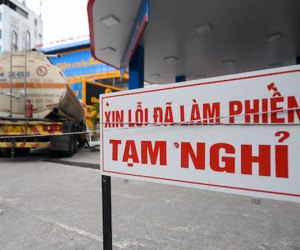 XIN LỖI ĐÃ LÀM PHIỀN
TẠM NGHỈ